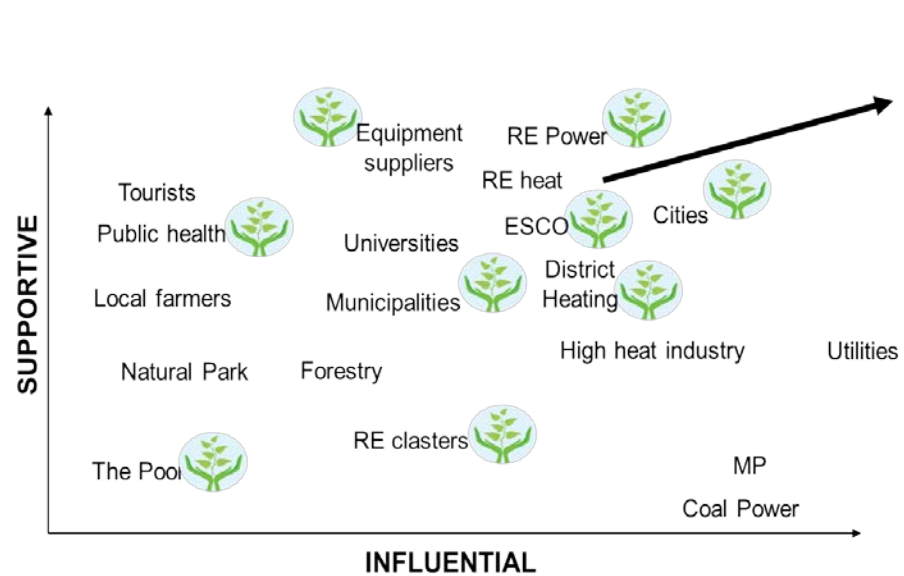 Equipment
suppliers
RE Power
RE heat
Tourists
Public health
ESCO
Cities
Universities
District
Heating
Local farmers
Municipalities
High heat industry
Utilities
Natural Park
Forestry
RE clasters
The Poor
MP
Coal Power
SUPPORTIVE
INFLUENTIAL